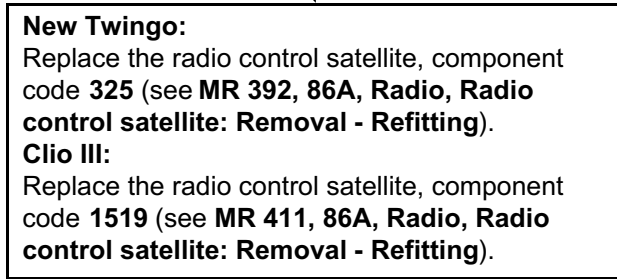 New Twingo:
Replace the radio control satellite, component
code 325 (see MR 392, 86A, Radio, Radio
control satellite: Removal - Refitting).
Clio III:
Replace the radio control satellite, component
code 1519 (see MR 411, 86A, Radio, Radio
control satellite: Removal - Refitting).